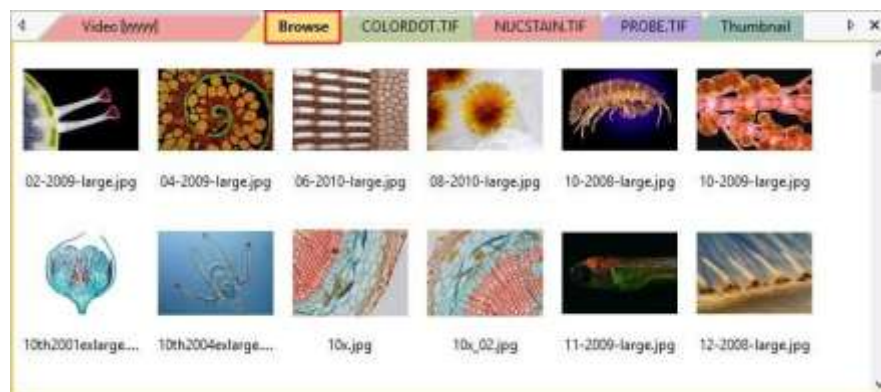 Video [yyyy] Browse COLORDOT.TIF NUCSTAIN.TIF PROBE.TIF Thumbnail
02-2009-large.jpg 04-2009-large.jpg 06-2010-large.jpg 08-2010-large.jpg 10-2008-large.jpg 10-2009-large.jpg
10th2001exlarge.... 10th2004exlarge.... 10x.jpg 10x_02.jpg 11-2009-large.jpg 12-2008-large.jpg